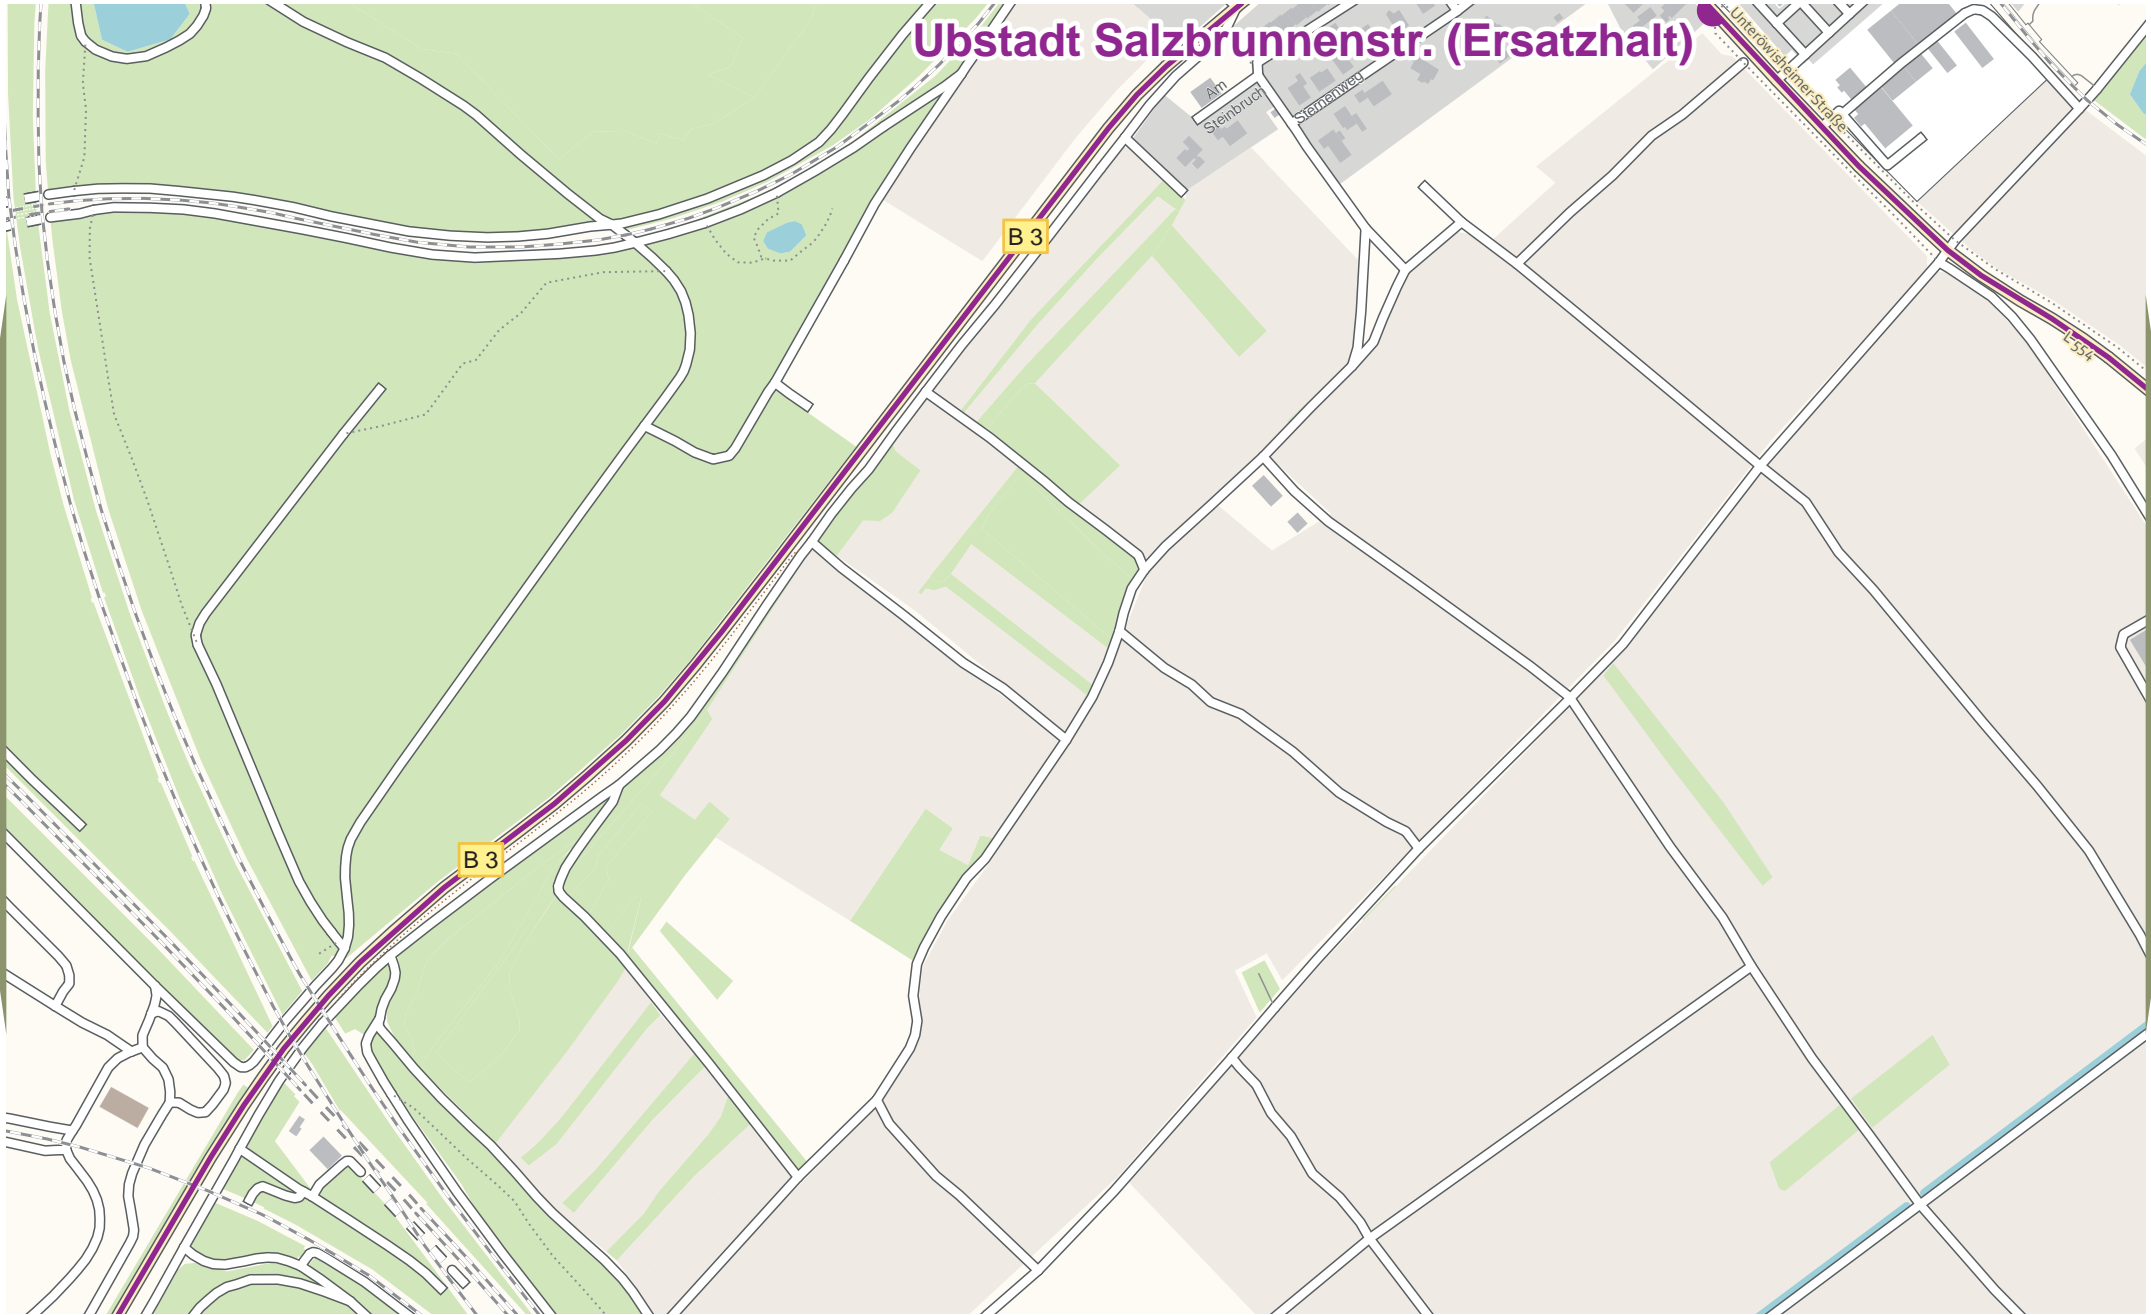 Ubstadt Salzbrunnenstr. (Ersatzhalt)
Unteröwisheimer-Straße
Am
Steinbruch
Sternenweg
B 3
L 554
B 3